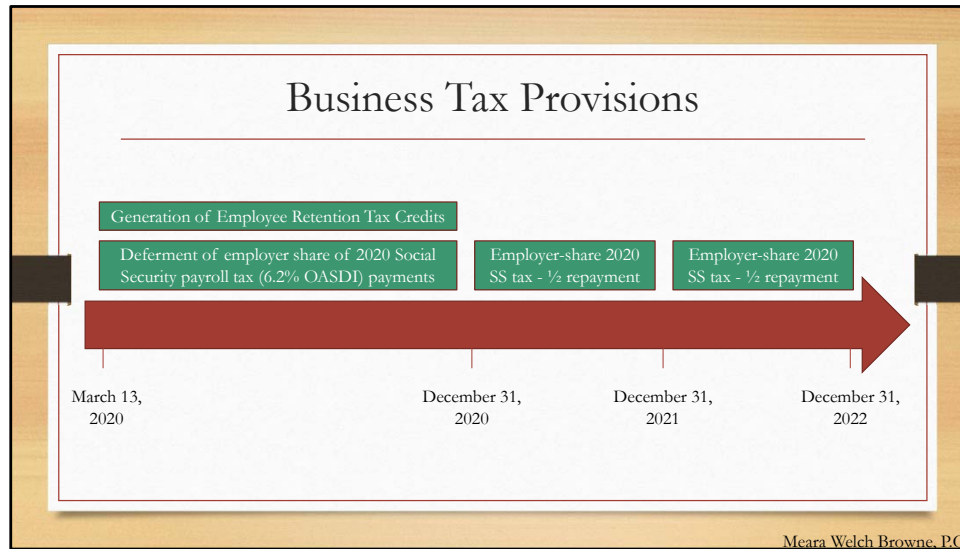 Business Tax Provisions
Generation of Employee Retention Tax Credits
Deferment of employer share of 2020 Social
Security payroll tax (6.2% OASDI) payments
Employer-share 2020
SS tax - ½ repayment
Employer-share 2020
SS tax - ½ repayment
March 13,
2020
December 31,
2020
December 31,
2021
December 31,
2022
Meara Welch Browne, P.C